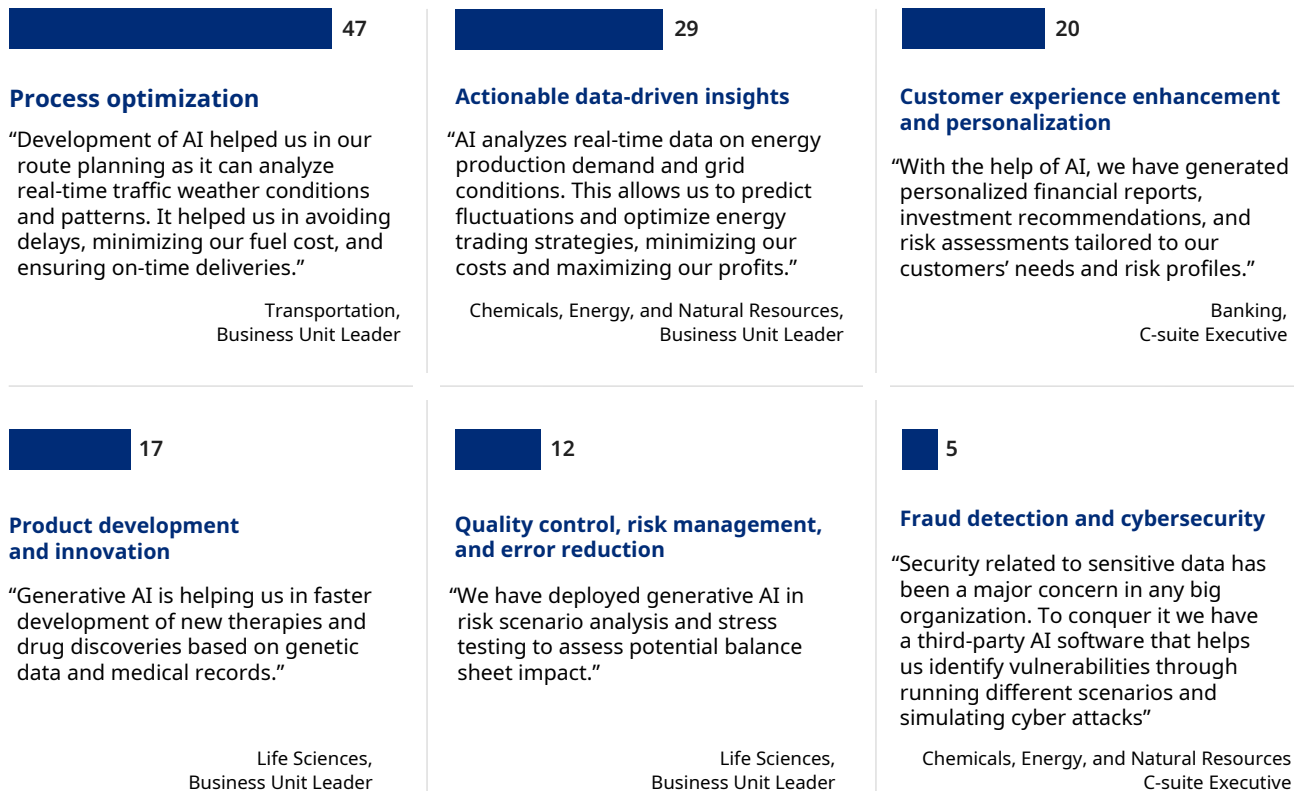 47
Process optimization
“Development of AI helped us in our
route planning as it can analyze
real-time traffic weather conditions
and patterns. It helped us in avoiding
delays, minimizing our fuel cost, and
ensuring on-time deliveries.”
Transportation,
Business Unit Leader
29
Actionable data-driven insights
“AI analyzes real-time data on energy
production demand and grid
conditions. This allows us to predict
fluctuations and optimize energy
trading strategies, minimizing our
costs and maximizing our profits.”
Chemicals, Energy, and Natural Resources,
Business Unit Leader
20
Customer experience enhancement
and personalization
“With the help of AI, we have generated
personalized financial reports,
investment recommendations, and
risk assessments tailored to our
customers’ needs and risk profiles.”
Banking,
C-suite Executive
17
Product development
and innovation
“Generative AI is helping us in faster
development of new therapies and
drug discoveries based on genetic
data and medical records.”
Life Sciences,
Business Unit Leader
12
Quality control, risk management,
and error reduction
“We have deployed generative AI in
risk scenario analysis and stress
testing to assess potential balance
sheet impact.”
Life Sciences,
Business Unit Leader
5
Fraud detection and cybersecurity
“Security related to sensitive data has
been a major concern in any big
organization. To conquer it we have
a third-party AI software that helps
us identify vulnerabilities through
running different scenarios and
simulating cyber attacks”
Chemicals, Energy, and Natural Resources
C-suite Executive